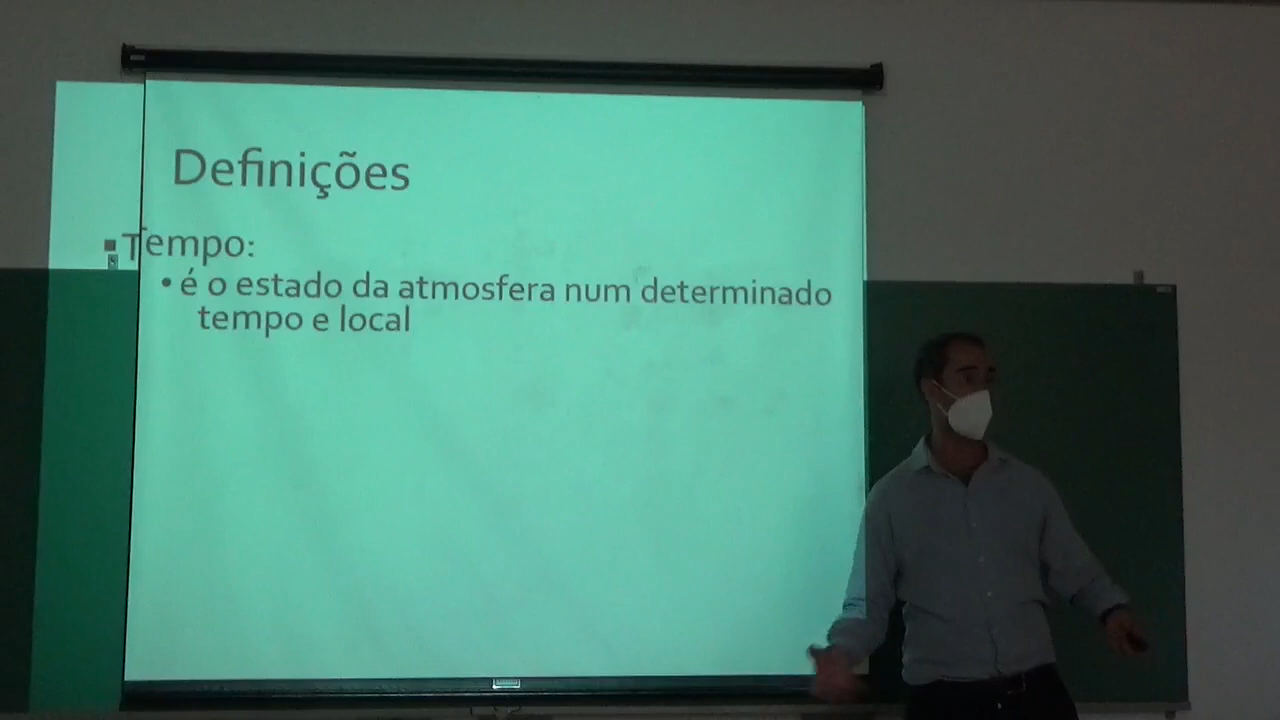 Definições
Tempo:
• é o estado da atmosfera num determinado
tempo e local